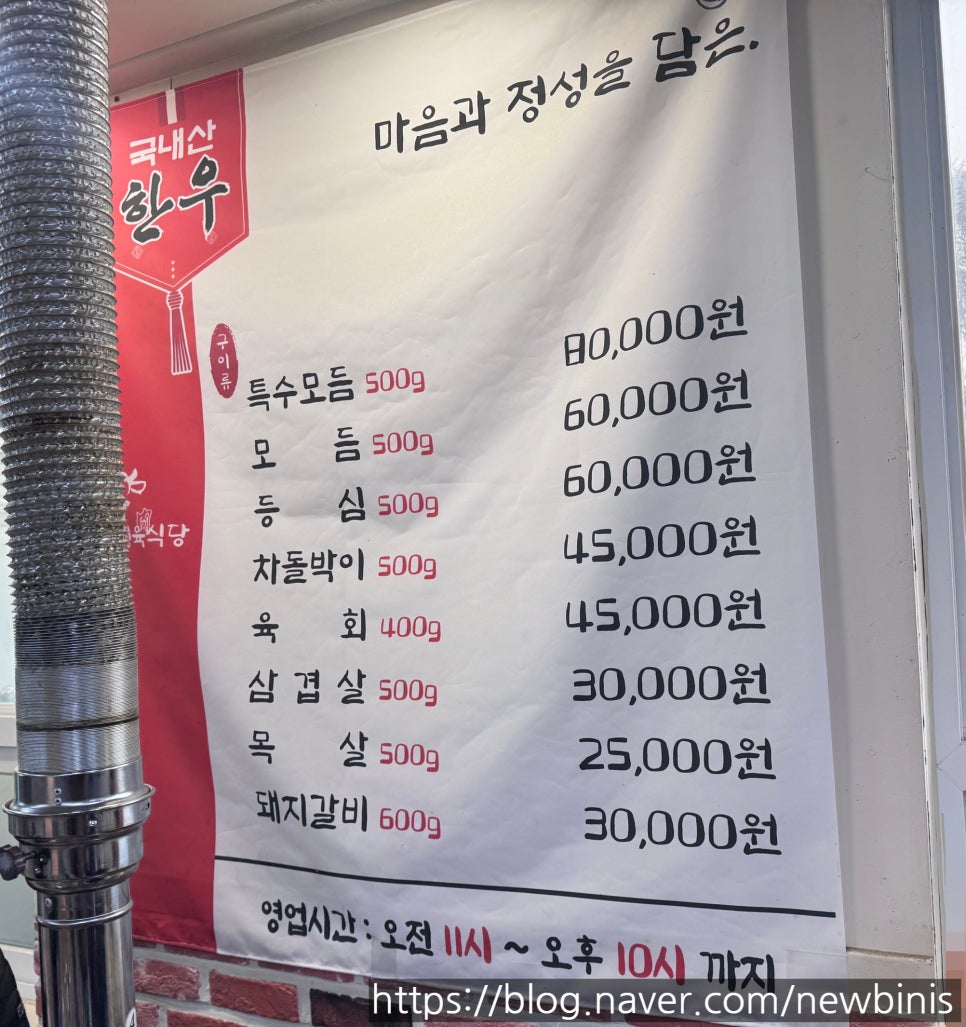 마음과 정성을 담은.
국내산
한우
구이류
특수모듬 500g 80,000원
모 듬 500g 60,000원
등 심 500g 60,000원
차돌박이 500g 45,000원
육 회 400g 45,000원
삼 겹 살 500g 30,000원
목 살 500g 25,000원
돼지갈비 600g 30,000원
육식당
영업시간 : 오전 11시 ~ 오후 10시 까지
https://blog.naver.com/newbinis